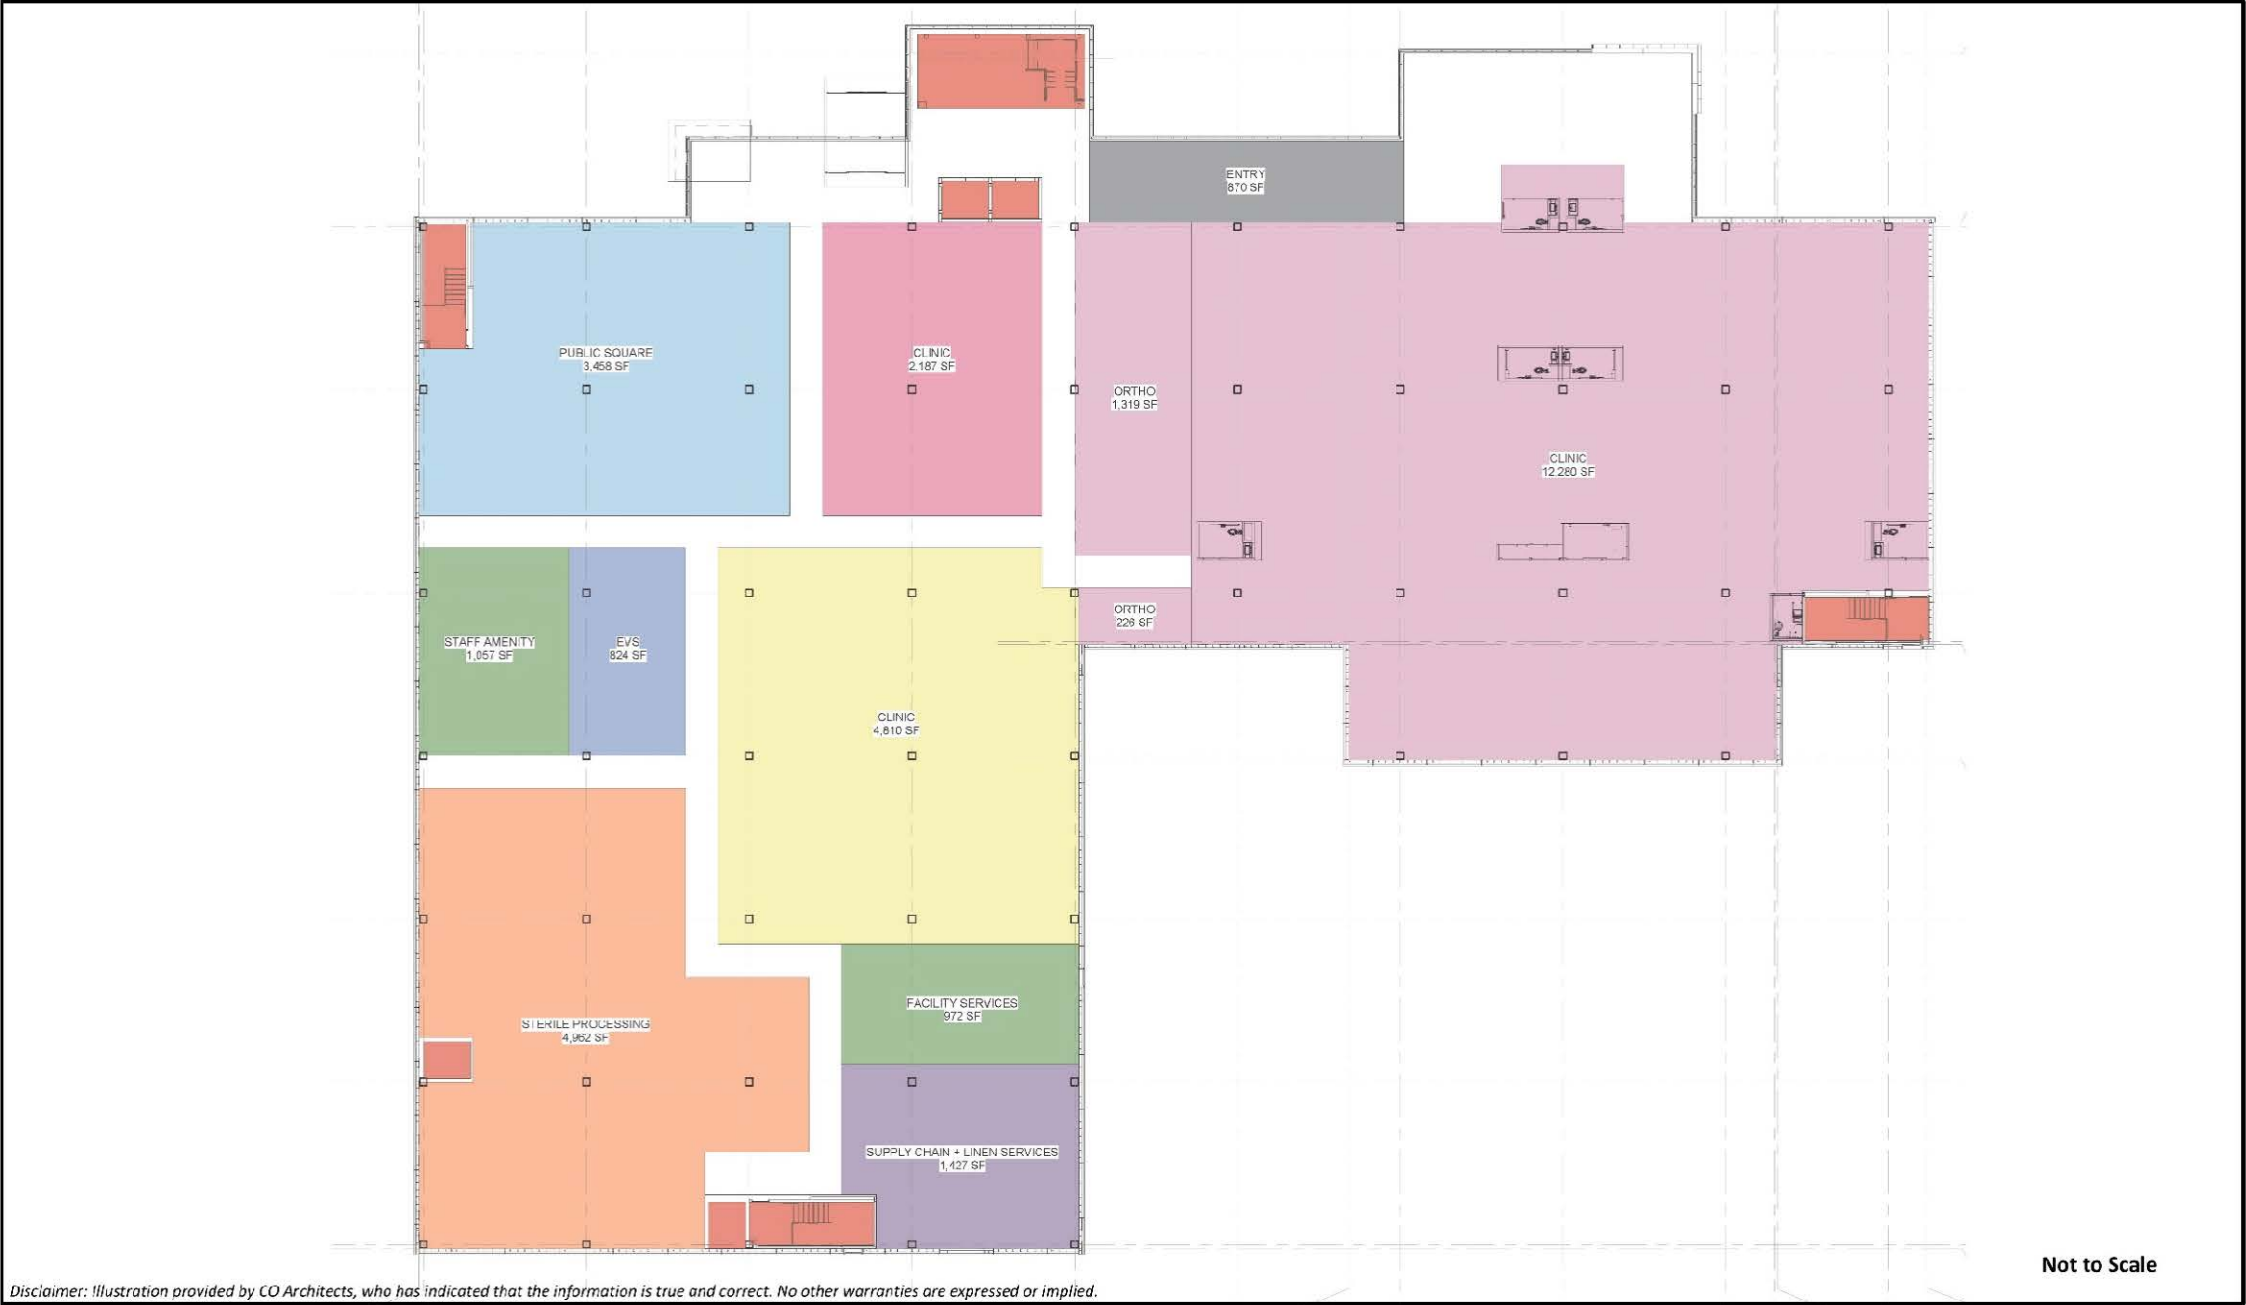 ENTRY
870 SF
PUBLIC SQUARE
3,458 SF
CLINIC
2,187 SF
ORTHO
1,319 SF
CLINIC
12,280 SF
ORTHO
226 SF
STAFF AMENITY
1,057 SF
EVS
824 SF
CLINIC
4,810 SF
FACILITY SERVICES
972 SF
STERILE PROCESSING
4,962 SF
SUPPLY CHAIN + LINEN SERVICES
1,427 SF
Not to Scale
Disclaimer: Illustration provided by CO Architects, who has indicated that the information is true and correct. No other warranties are expressed or implied.